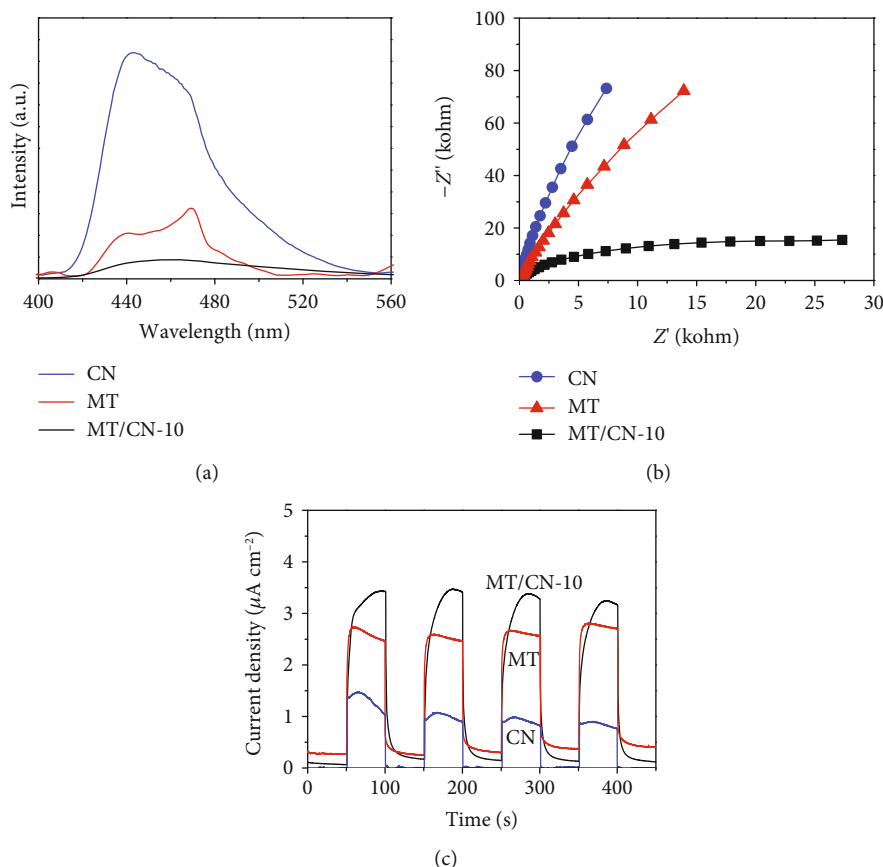 Intensity (a.u.)
400 440 480 520 560
Wavelength (nm)
CN
MT
MT/CN-10
(a)
100
80
60
40
20
0
−Z″ (kohm)
0 5 10 15 20 25 30
Z′ (kohm)
CN
MT
MT/CN-10
(b)
5
4
3
2
1
0
Current density (μA cm⁻²)
MT/CN-10
MT
CN
0 100 200 300 400
Time (s)
(c)